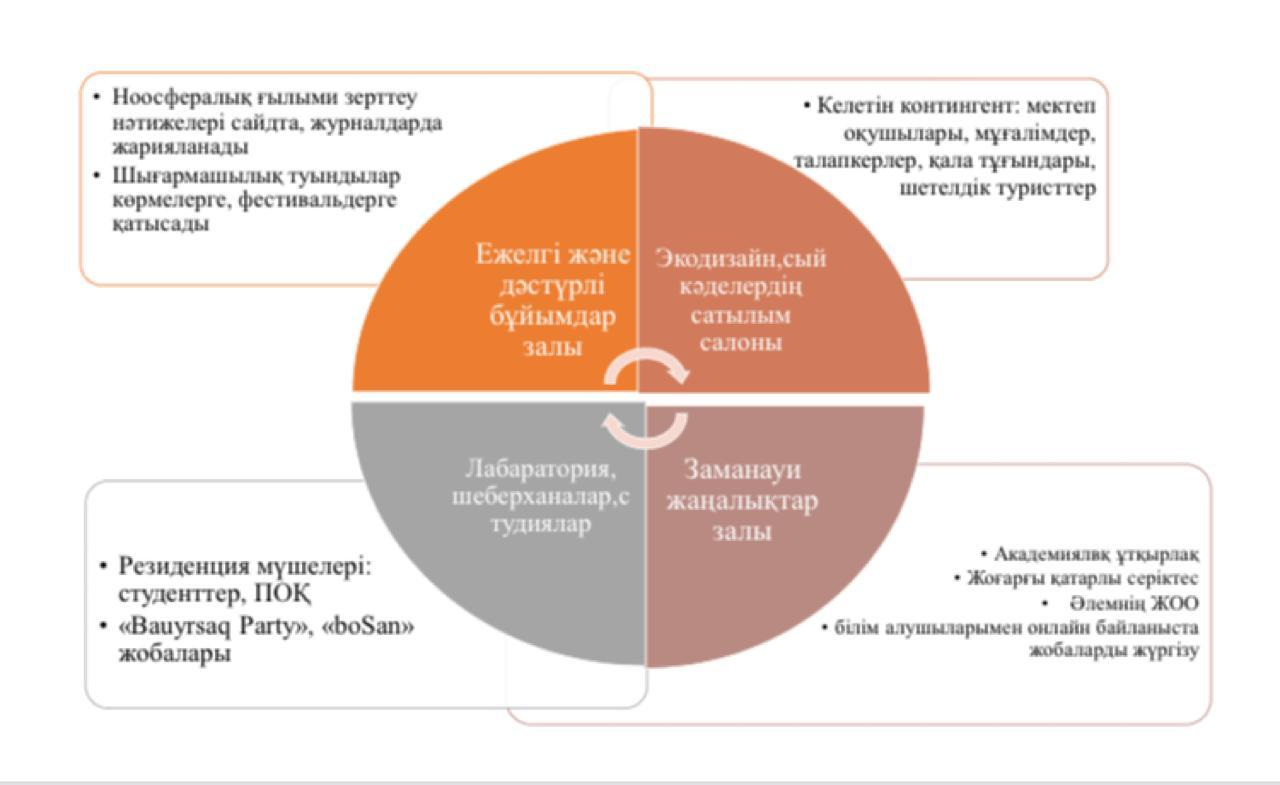 • Ноосфералық ғылыми зерттеу
нәтижелері сайтта, журналдарда
жарияланады
• Шығармашылық туындылар
көрмелерге, фестивальдерге
қатысады
• Келетін контингент: мектеп
оқушылары, мұғалімдер,
талапкерлер, қала тұғындары,
шетелдік туристтер
Ежелгі және
дәстүрлі
бұйымдар
залы
Экодизайн,сый
кәделердің
сатылым
салоны
Лабаратория,
шеберханалар,с
тудиялар
Заманауи
жаңалықтар
залы
• Резиденция мүшелері:
студенттер, ПОҚ
• «Bauyrsaq Party», «boSan»
жобалары
• Академиялвқ ұтқырлақ
• Жоғарғы қатарлы серіктес
• Әлемнің ЖОО
• білім алушыларымен онлайн байланыста
жобаларды жүргізу